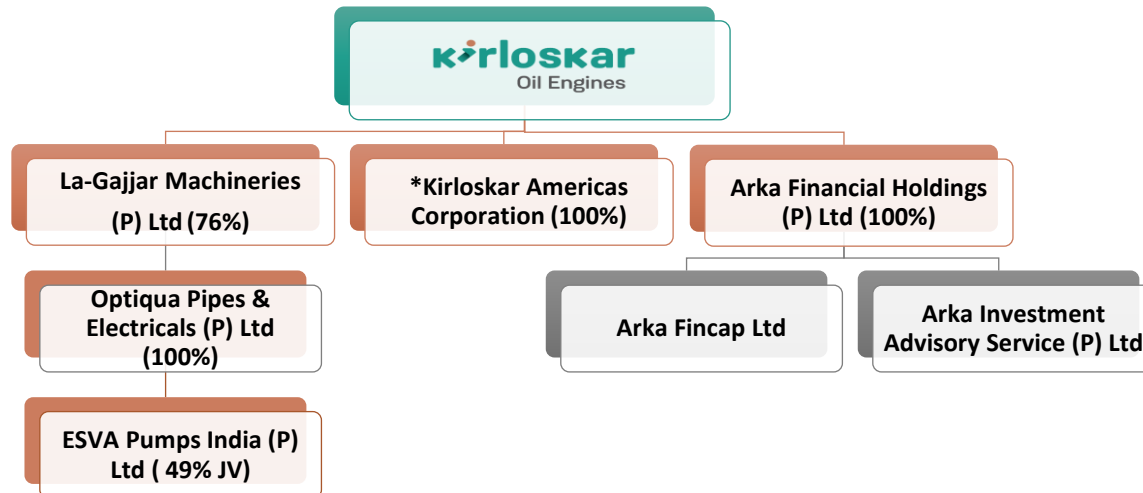 Kirloskar
Oil Engines
La-Gajjar Machineries
(P) Ltd (76%)
*Kirloskar Americas
Corporation (100%)
Arka Financial Holdings
(P) Ltd (100%)
Optiqua Pipes &
Electricals (P) Ltd
(100%)
Arka Fincap Ltd
Arka Investment
Advisory Service (P) Ltd
ESVA Pumps India (P)
Ltd ( 49% JV)